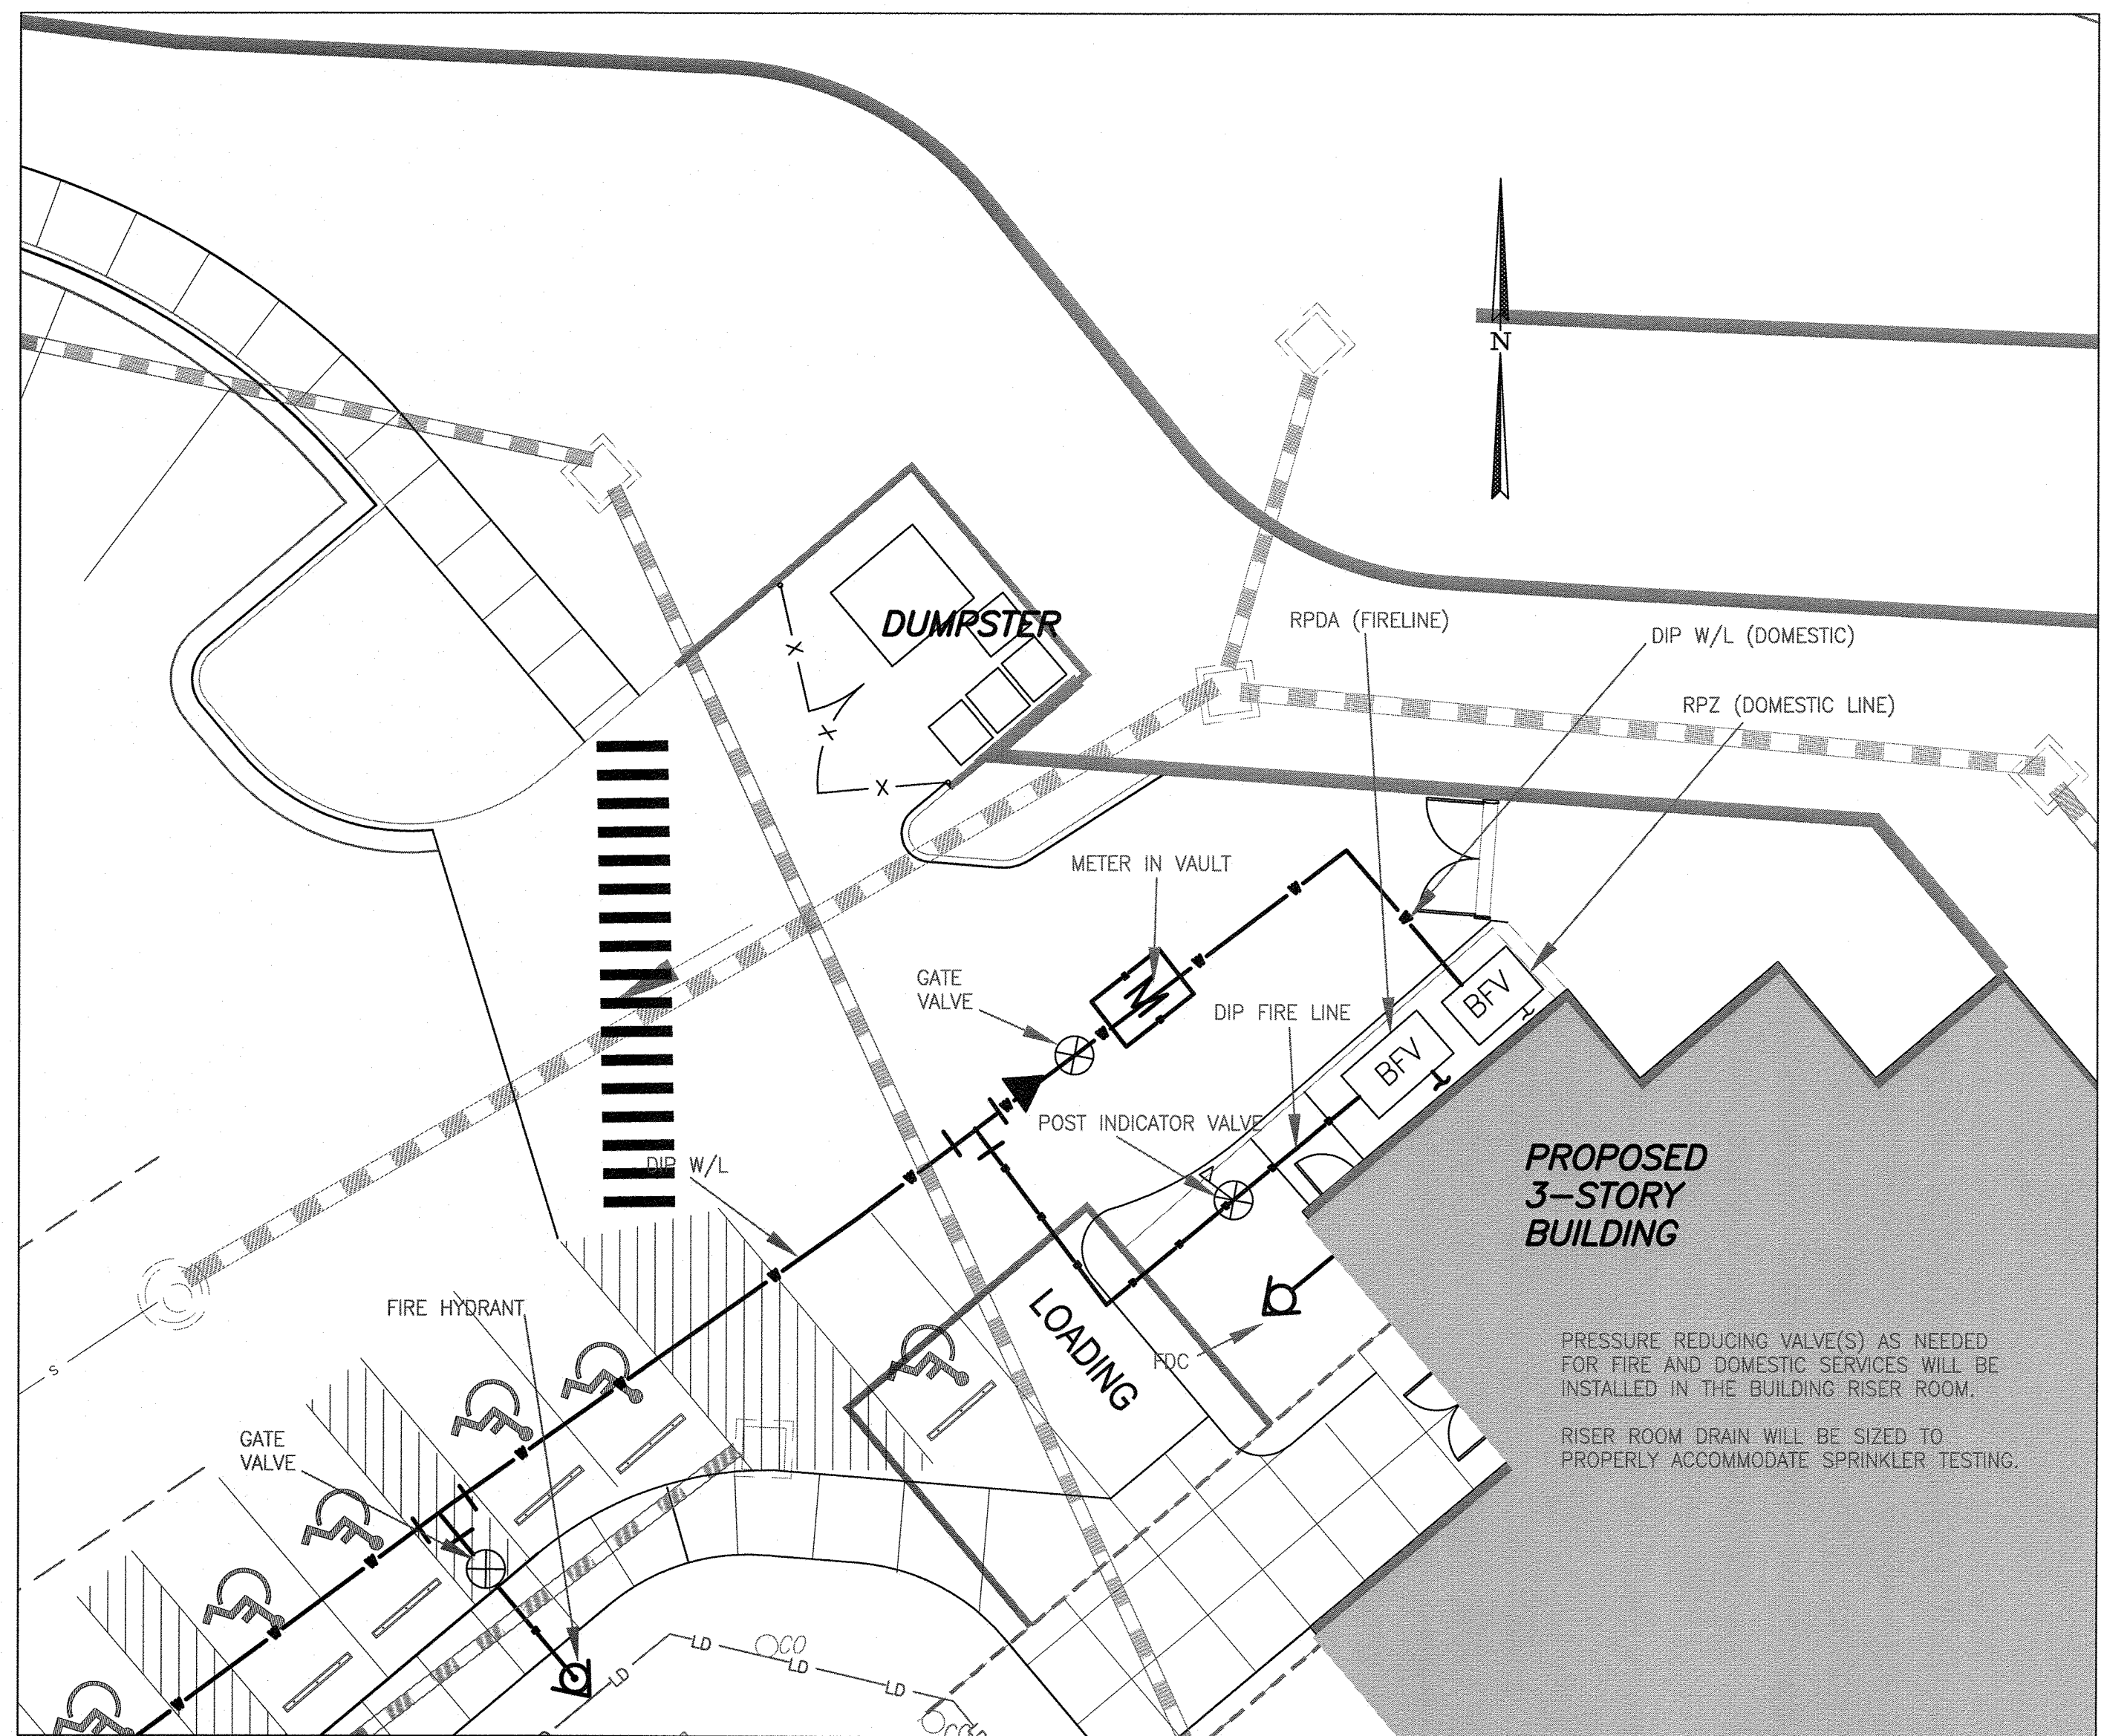 N
DUMPSTER
RPDA (FIRELINE)
DIP W/L (DOMESTIC)
RPZ (DOMESTIC LINE)
X
X
X
METER IN VAULT
GATE
VALVE
M
DIP FIRE LINE
BFV
BFV
POST INDICATOR VALVE
DIP W/L
PROPOSED
3-STORY
BUILDING
FIRE HYDRANT
S
LOADING
FDC
PRESSURE REDUCING VALVE(S) AS NEEDED
FOR FIRE AND DOMESTIC SERVICES WILL BE
INSTALLED IN THE BUILDING RISER ROOM.
RISER ROOM DRAIN WILL BE SIZED TO
PROPERLY ACCOMMODATE SPRINKLER TESTING.
GATE
VALVE
LD
CO
LD
LD
LD